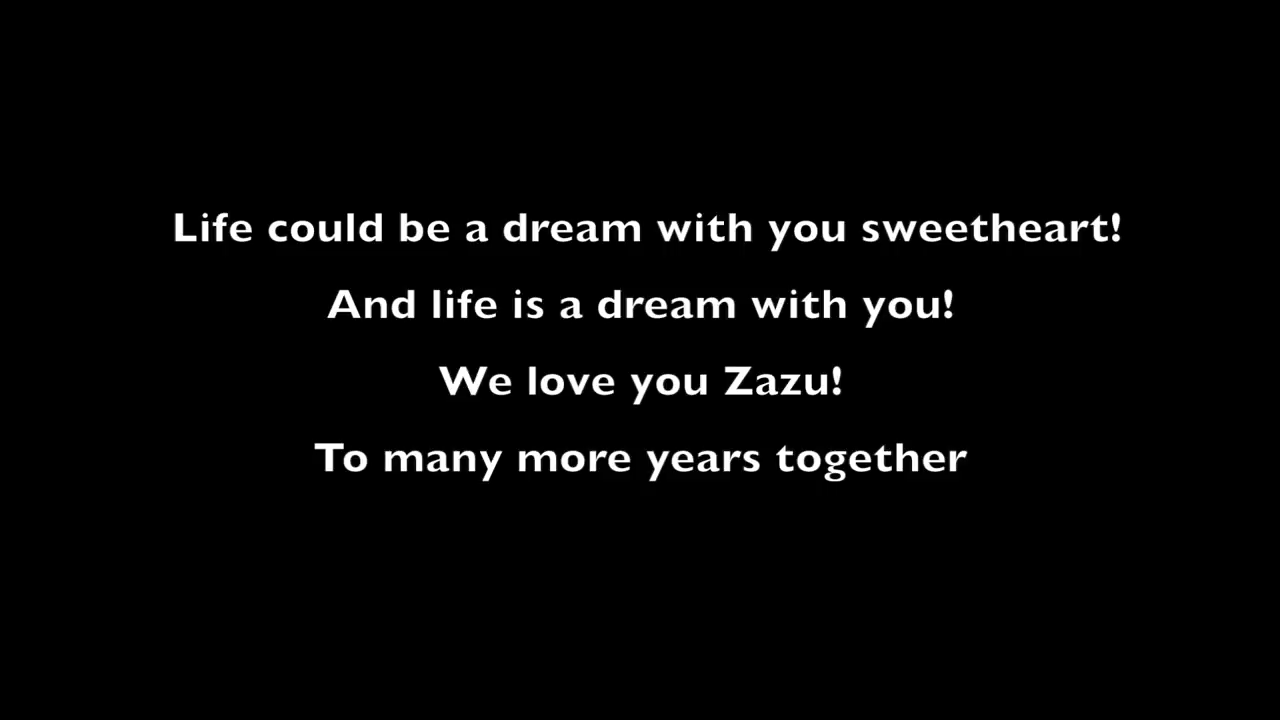 Life could be a dream with you sweetheart!
And life is a dream with you!
We love you Zazu!
To many more years together